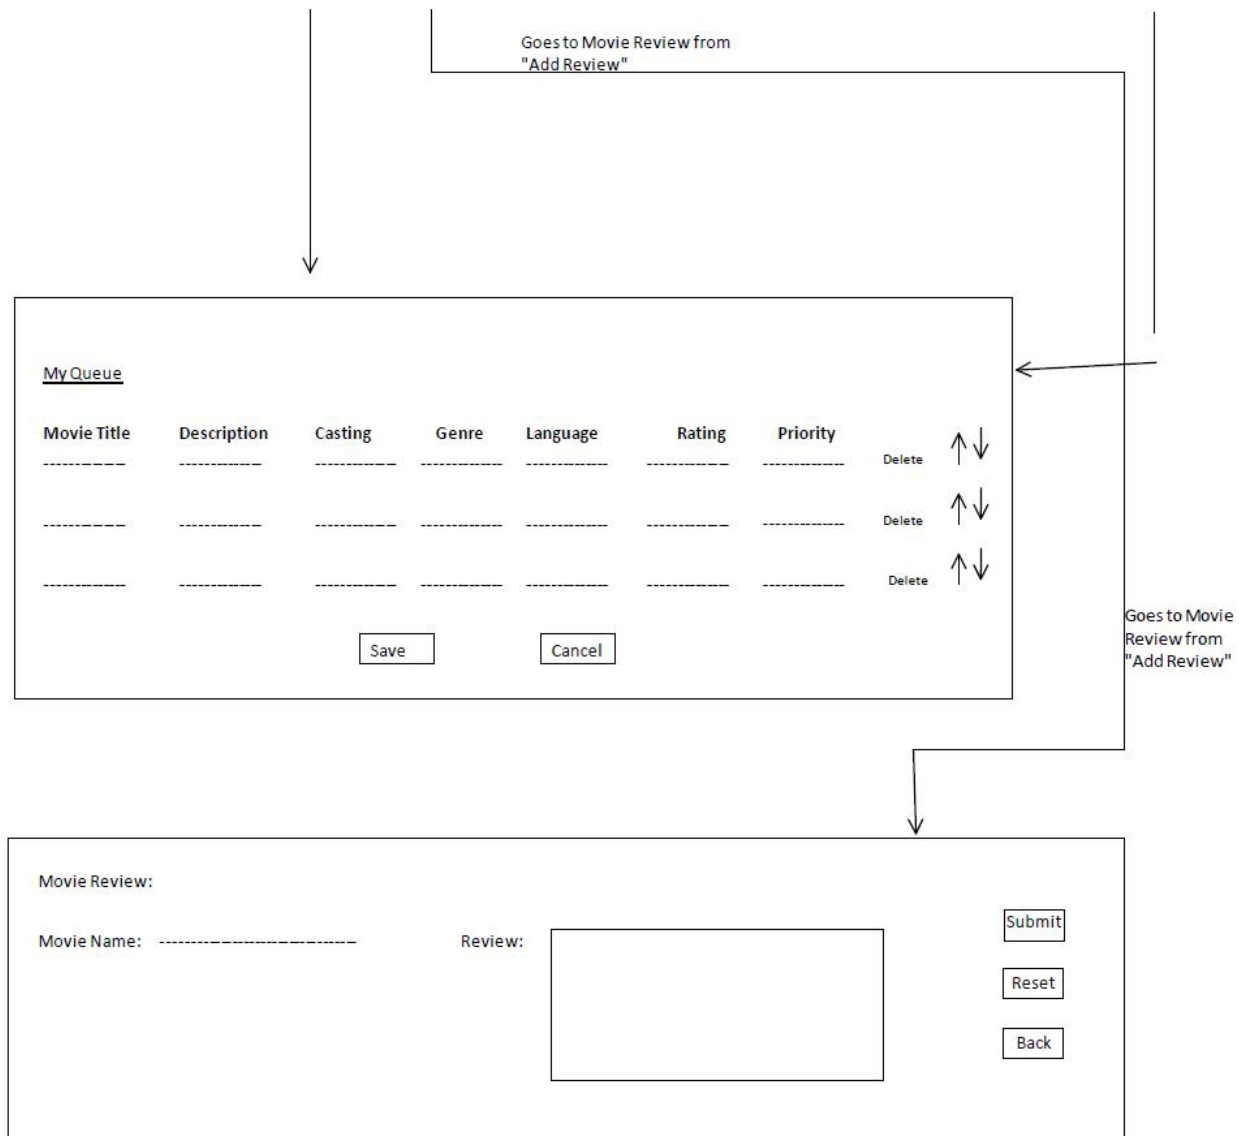 Goes to Movie Review from
"Add Review"
My Queue
Movie Title Description Casting Genre Language Rating Priority
Delete
Delete
Delete
Save Cancel
Goes to Movie
Review from
"Add Review"
Movie Review:
Movie Name: Review:
Submit
Reset
Back